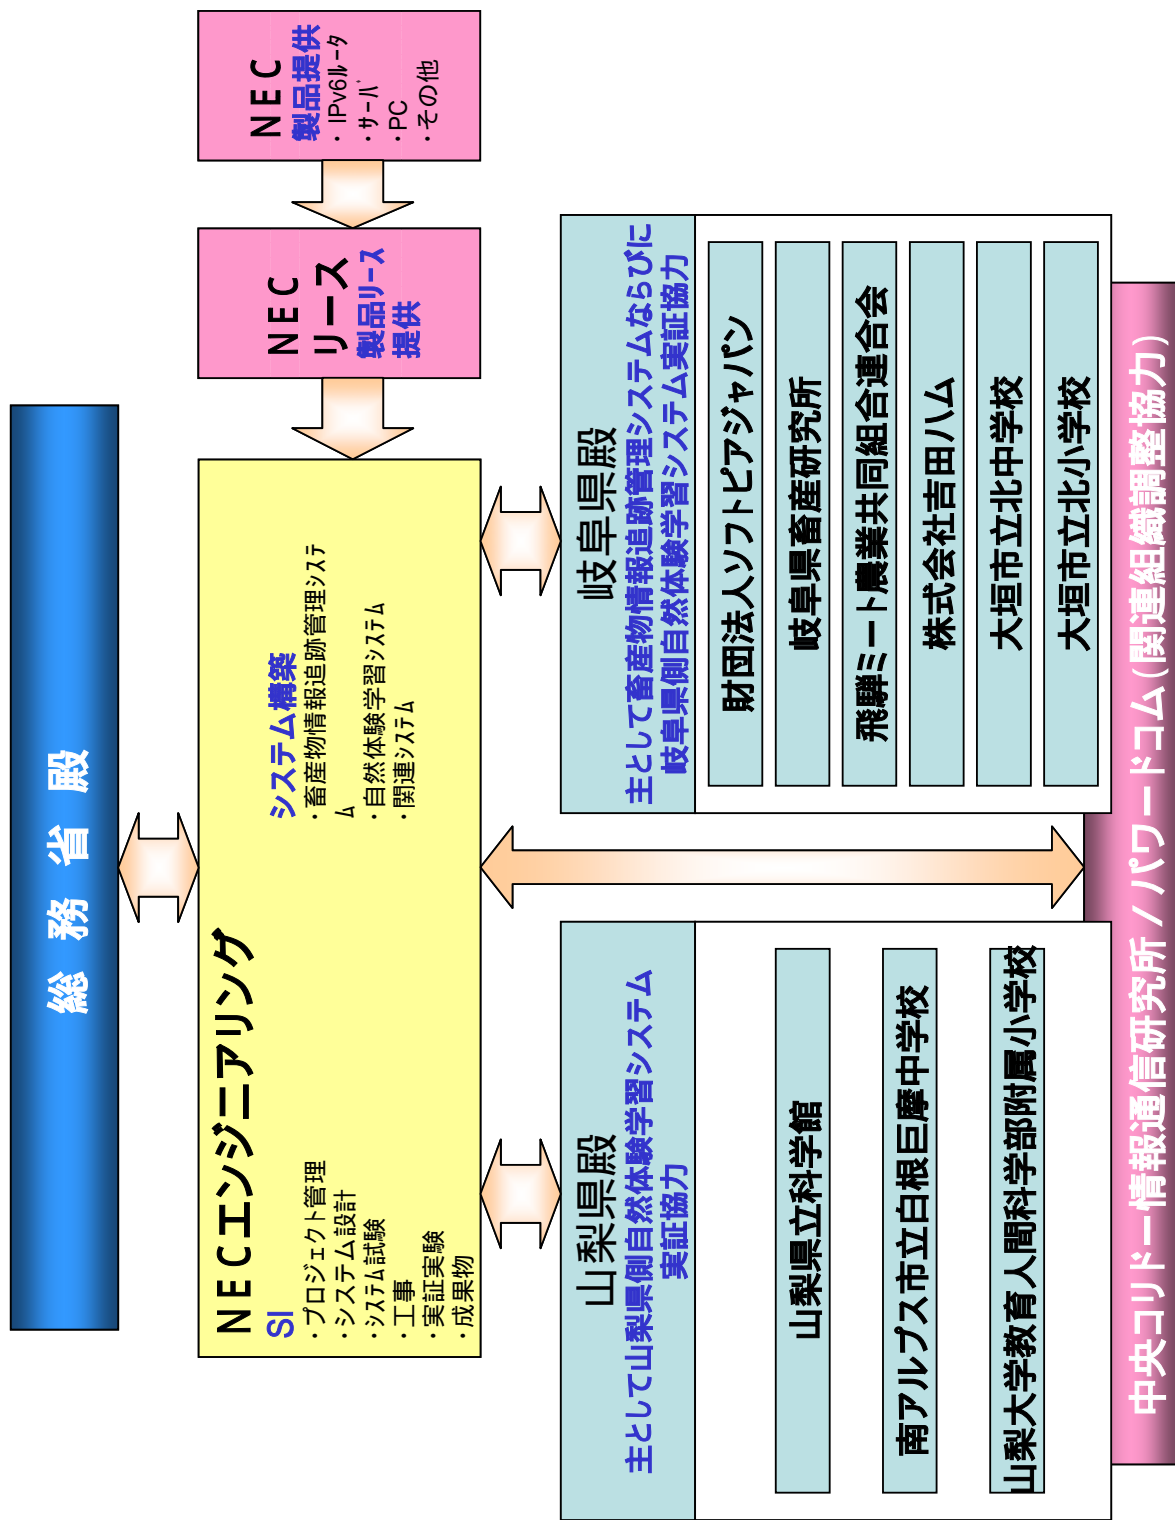 総 務 省 殿
NECエンジニアリング
SI
・プロジェクト管理
・システム設計
・システム試験
・工事
・実証実験
・成果物
システム構築
・畜産物情報追跡管理システ
ム
・自然体験学習システム
・関連システム
NEC
リース
製品リース
提供
NEC
製品提供
・IPv6ルータ
・サーバ
・PC
・その他
山梨県殿
主として山梨県側自然体験学習システム
実証協力
山梨県立科学館
南アルプス市立白根巨摩中学校
山梨大学教育人間科学部附属小学校
岐阜県殿
主として畜産物情報追跡管理システムならびに
岐阜県側自然体験学習システム実証協力
財団法人ソフトピアジャパン
岐阜県畜産研究所
飛騨ミート農業共同組合連合会
株式会社吉田ハム
大垣市立北中学校
大垣市立北小学校
中央コリドー情報通信研究所 / パワードコム(関連組織調整協力)